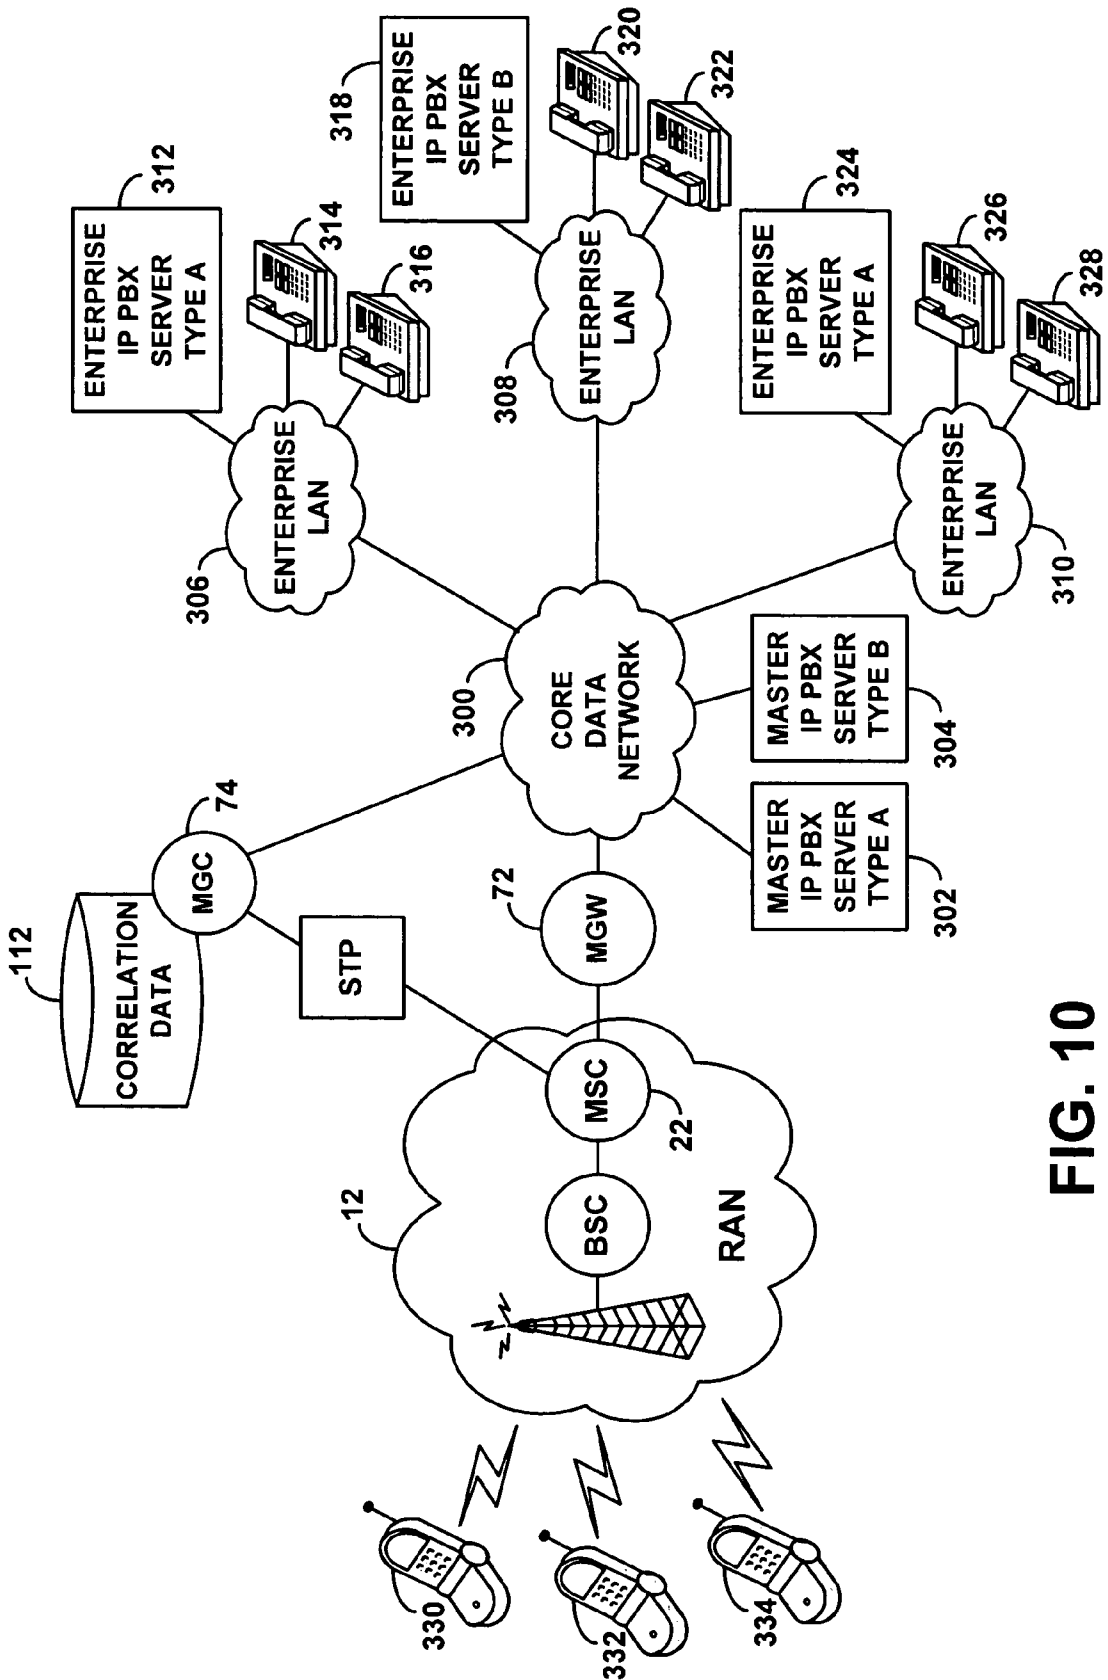 112
CORRELATION
DATA
MGC
74
STP
12
330
332
334
RAN
BSC
MSC
22
MGW
72
300
CORE
DATA
NETWORK
MASTER
IP PBX
SERVER
TYPE A
302
MASTER
IP PBX
SERVER
TYPE B
304
306
ENTERPRISE
LAN
ENTERPRISE
IP PBX
SERVER
TYPE A
312
314
316
308
ENTERPRISE
LAN
ENTERPRISE
IP PBX
SERVER
TYPE B
318
320
322
310
ENTERPRISE
LAN
ENTERPRISE
IP PBX
SERVER
TYPE A
324
326
328
FIG. 10